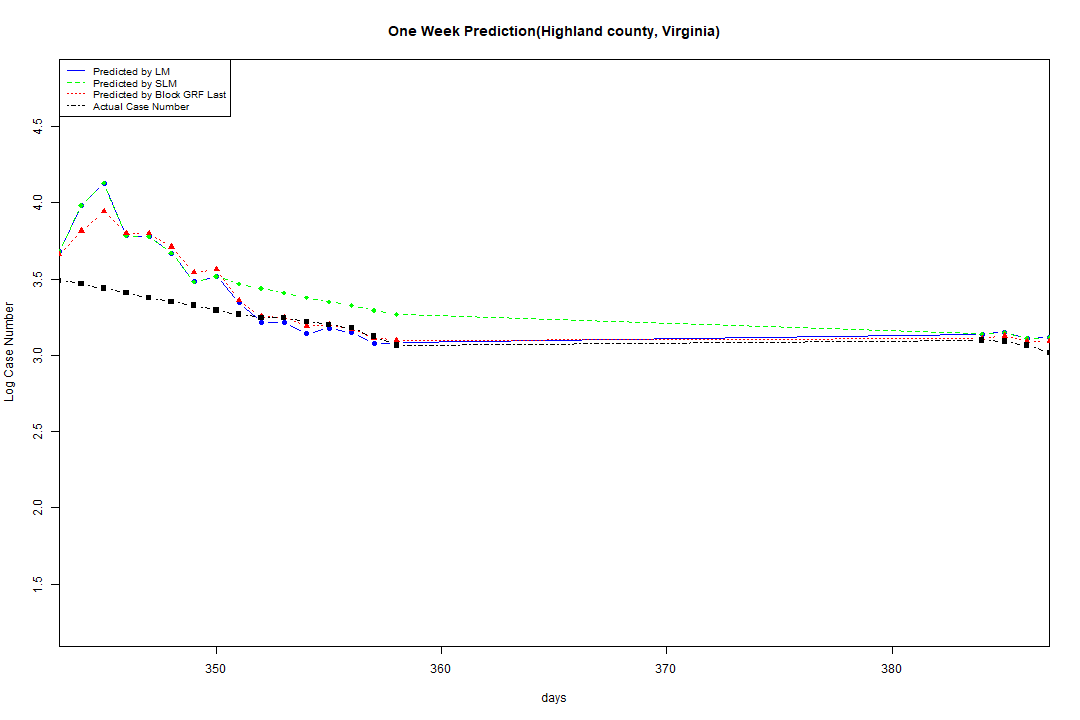 One Week Prediction(Highland county, Virginia)
Predicted by LM
Predicted by SLM
Predicted by Block GRF Last
Actual Case Number
4.5
4.0
3.5
3.0
2.5
2.0
1.5
Log Case Number
350
360
370
380
days